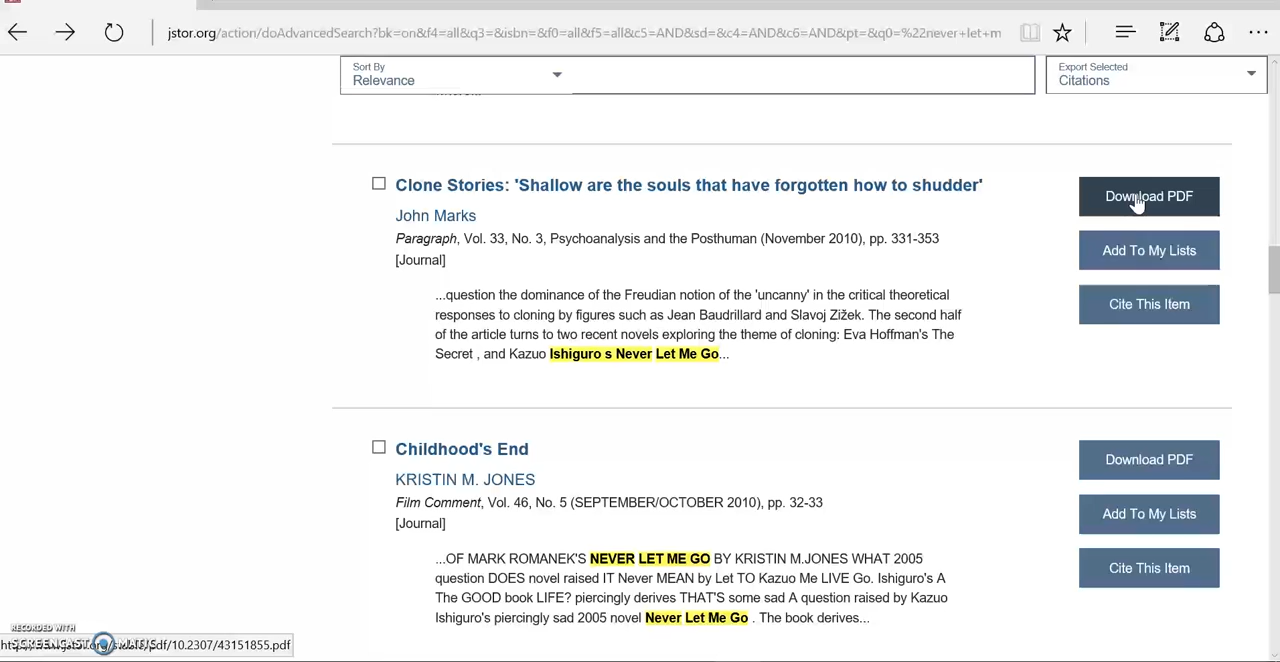 jstor.org/action/doAdvancedSearch?bk=on&f4=all&q3=&isbn=&f0=all&f5=all&c5=AND&sd=&c4=AND&c6=AND&pt=&q0=%22never+let+m
Sort By
Relevance
Export Selected
Citations
Clone Stories: 'Shallow are the souls that have forgotten how to shudder'
Download PDF
John Marks
Paragraph, Vol. 33, No. 3, Psychoanalysis and the Posthuman (November 2010), pp. 331-353
[Journal]
Add To My Lists
Cite This Item
...question the dominance of the Freudian notion of the 'uncanny' in the critical theoretical
responses to cloning by figures such as Jean Baudrillard and Slavoj Zižek. The second half
of the article turns to two recent novels exploring the theme of cloning: Eva Hoffman's The
Secret , and Kazuo Ishiguro s Never Let Me Go...
Childhood's End
Download PDF
KRISTIN M. JONES
Film Comment, Vol. 46, No. 5 (SEPTEMBER/OCTOBER 2010), pp. 32-33
[Journal]
Add To My Lists
Cite This Item
...OF MARK ROMANEK'S NEVER LET ME GO BY KRISTIN M.JONES WHAT 2005
question DOES novel raised IT Never MEAN by Let TO Kazuo Me LIVE Go. Ishiguro's A
The GOOD book LIFE? piercingly derives THAT'S some sad A question raised by Kazuo
Ishiguro's piercingly sad 2005 novel Never Let Me Go . The book derives...
RECORDED WITH
SCREENCAST MATIC
/pdf/10.2307/43151855.pdf